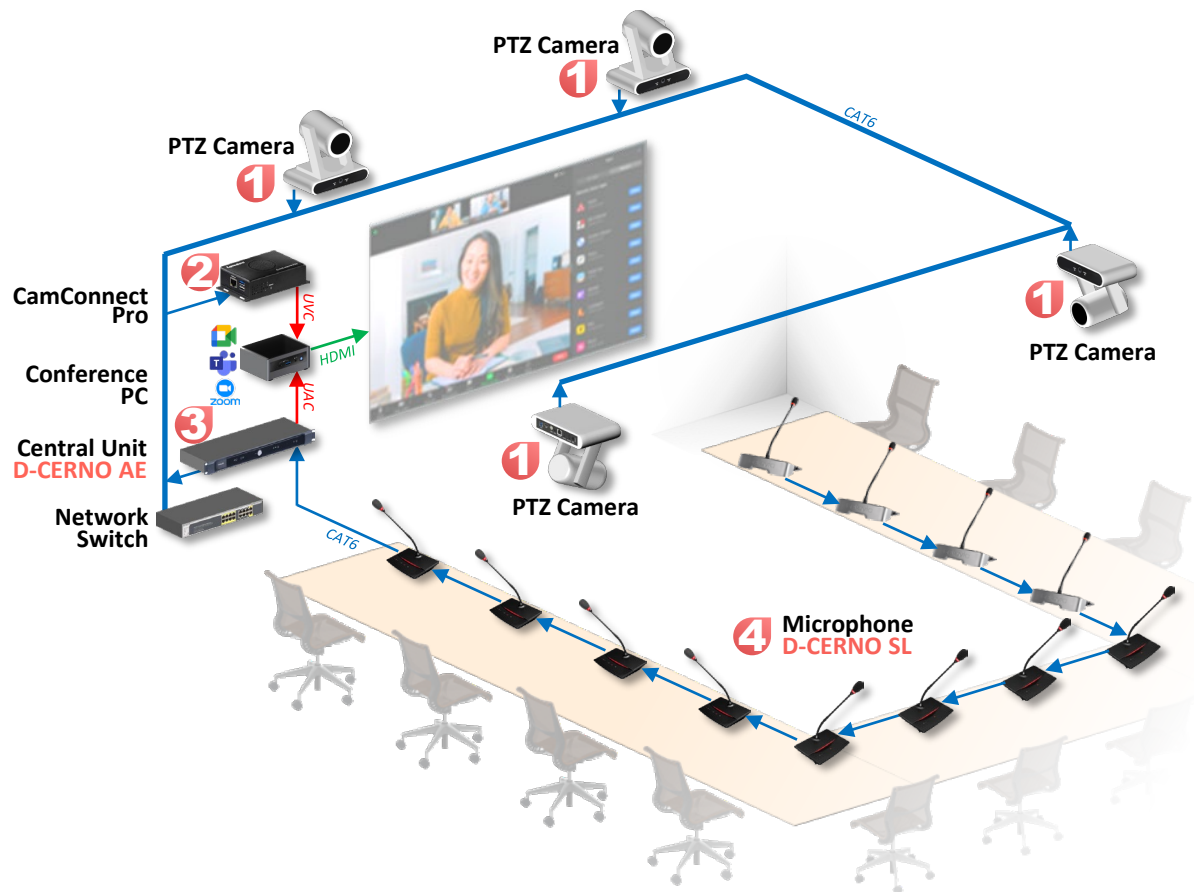 PTZ Camera
1
PTZ Camera
1
CAT6
2
CamConnect
Pro
UVC
HDMI
1
PTZ Camera
Conference
PC
T
zoom
UAC
3
Central Unit
D-CERNO AE
1
PTZ Camera
Network
Switch
CAT6
4
Microphone
D-CERNO SL